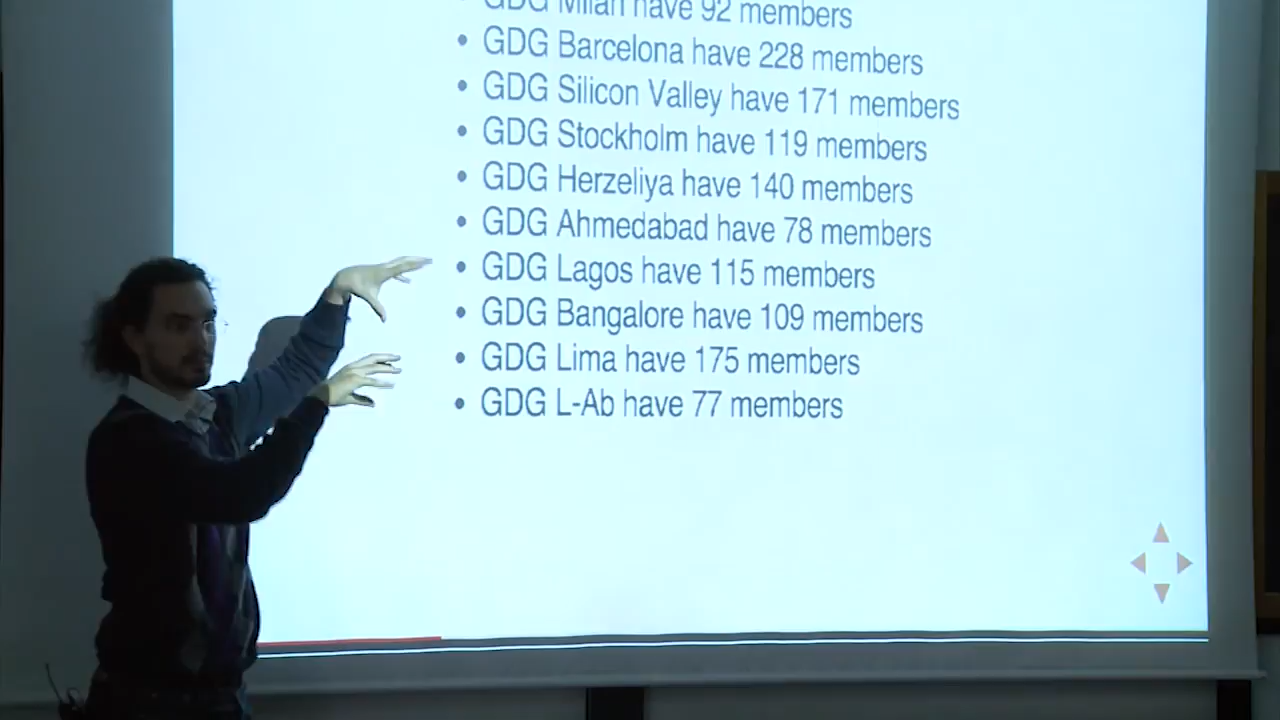 • GDG Milan have 92 members
• GDG Barcelona have 228 members
• GDG Silicon Valley have 171 members
• GDG Stockholm have 119 members
• GDG Herzeliya have 140 members
• GDG Ahmedabad have 78 members
• GDG Lagos have 115 members
• GDG Bangalore have 109 members
• GDG Lima have 175 members
• GDG L-Ab have 77 members